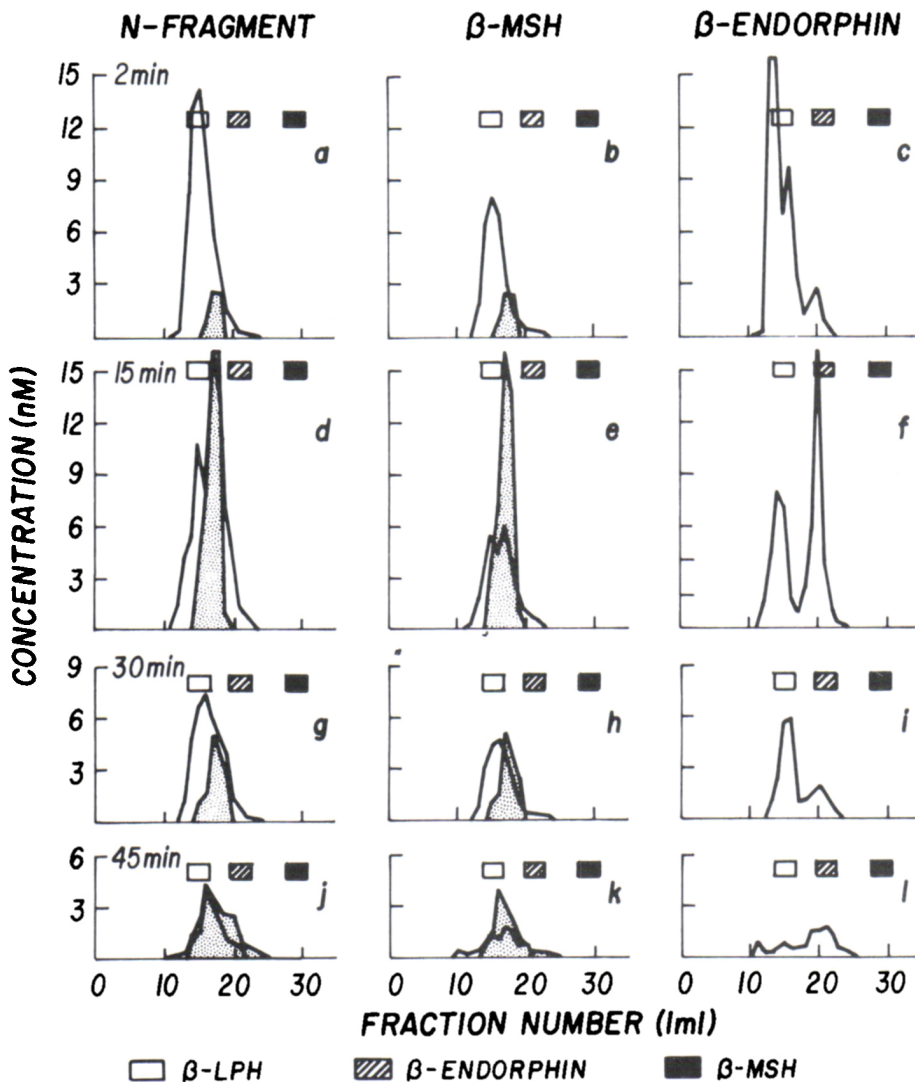 N-FRAGMENT β-MSH β-ENDORPHIN
15 2min
12
9
6
3
a b c
15 15min
12
9
6
3
d e f
9 30min
6
3
g h i
6 45min
3
j k l
0 10 20 30 0 10 20 30 0 10 20 30
CONCENTRATION (nM)
FRACTION NUMBER (1ml)
β-LPH β-ENDORPHIN β-MSH